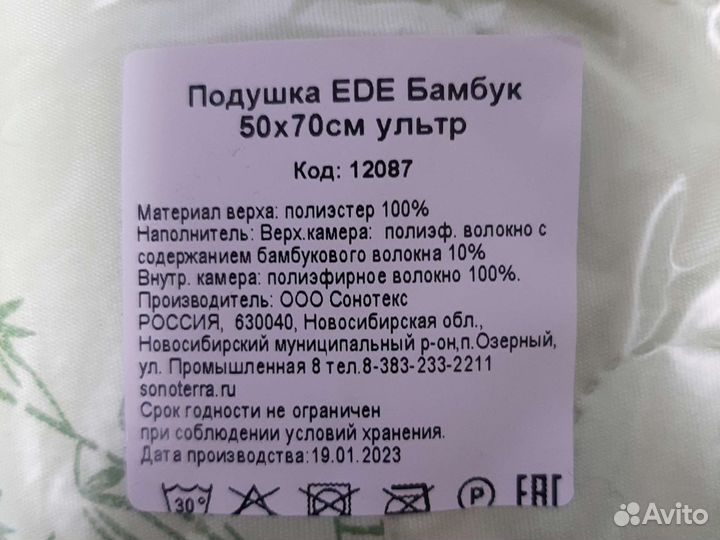 Подушка EDE Бамбук
50х70см ультр
Код: 12087
Материал верха: полиэстер 100%
Наполнитель: Верх.камера: полиэф. волокно с
содержанием бамбукового волокна 10%
Внутр. камера: полиэфирное волокно 100%.
Производитель: ООО Сонотекс
РОССИЯ, 630040, Новосибирская обл.,
Новосибирский муниципальный р-он,п.Озерный,
ул. Промышленная 8 тел.8-383-233-2211
sonoterra.ru
Срок годности не ограничен
при соблюдении условий хранения.
Дата производства: 19.01.2023
30° P EAC
Avito